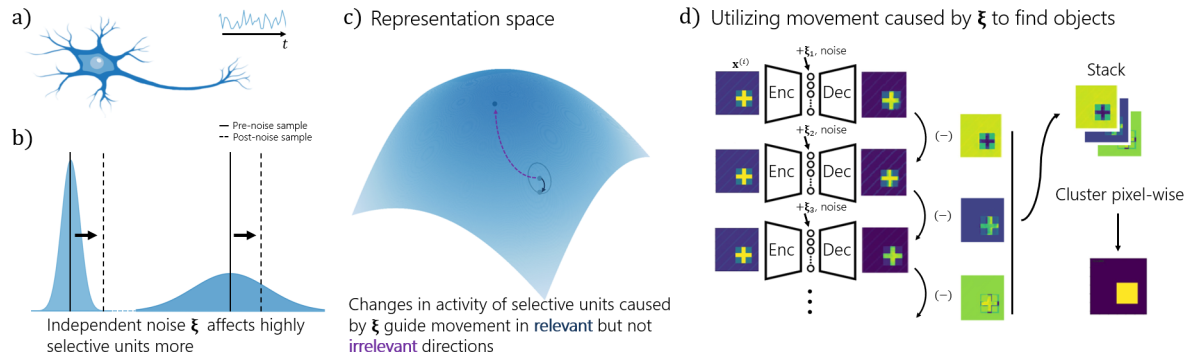 a)
t
b)
Pre-noise sample
Post-noise sample
Independent noise ξ affects highly
selective units more
c) Representation space
Changes in activity of selective units caused
by ξ guide movement in relevant but not
irrelevant directions
d) Utilizing movement caused by ξ to find objects
+ξ₁, noise
x⁽ⁱ⁾
Enc
Dec
(−)
+ξ₂, noise
Enc
Dec
(−)
+ξ₃, noise
Enc
Dec
(−)
Stack
Cluster pixel-wise